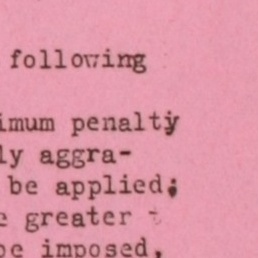 following
imum penalty
ly aggra-
be applied;
e greater -
be imposed,